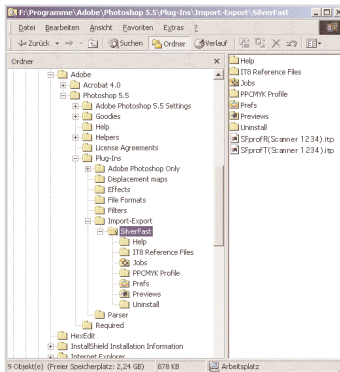 F:\Programme\Adobe\Photoshop 5.5\Plug-Ins\Import-Export\SilverFast
Datei Bearbeiten Ansicht Favoriten Extras ?
Zurück Suchen Ordner Verlauf
Ordner
Adobe
Acrobat 4.0
Photoshop 5.5
Adobe Photoshop 5.5 Settings
Goodies
Help
Helpers
License Agreements
Plug-Ins
Adobe Photoshop Only
Displacement maps
Effects
File Formats
Filters
Import-Export
SilverFast
Help
IT8 Reference Files
Jobs
PPCMYK Profile
Prefs
Previews
Uninstall
Parser
Required
HexEdit
InstallShield Installation Information
Internet Explorer
Help
IT8 Reference Files
Jobs
PPCMYK Profile
Prefs
Previews
Uninstall
SFprofR(Scanner 1234).itp
SFprofT(Scanner 1234).itp
9 Objekt(e) (Freier Speicherplatz: 2,24 GB) 878 KB Arbeitsplatz